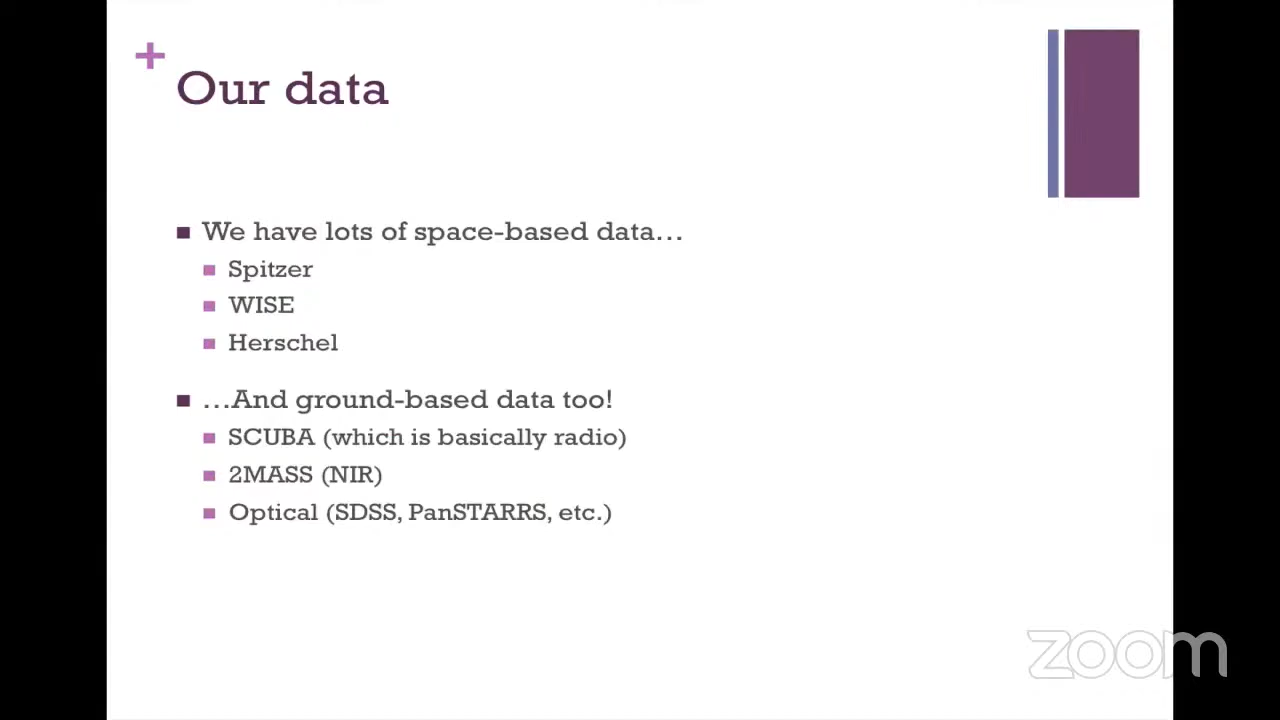 +
Our data
We have lots of space-based data…
Spitzer
WISE
Herschel
…And ground-based data too!
SCUBA (which is basically radio)
2MASS (NIR)
Optical (SDSS, PanSTARRS, etc.)
zoom